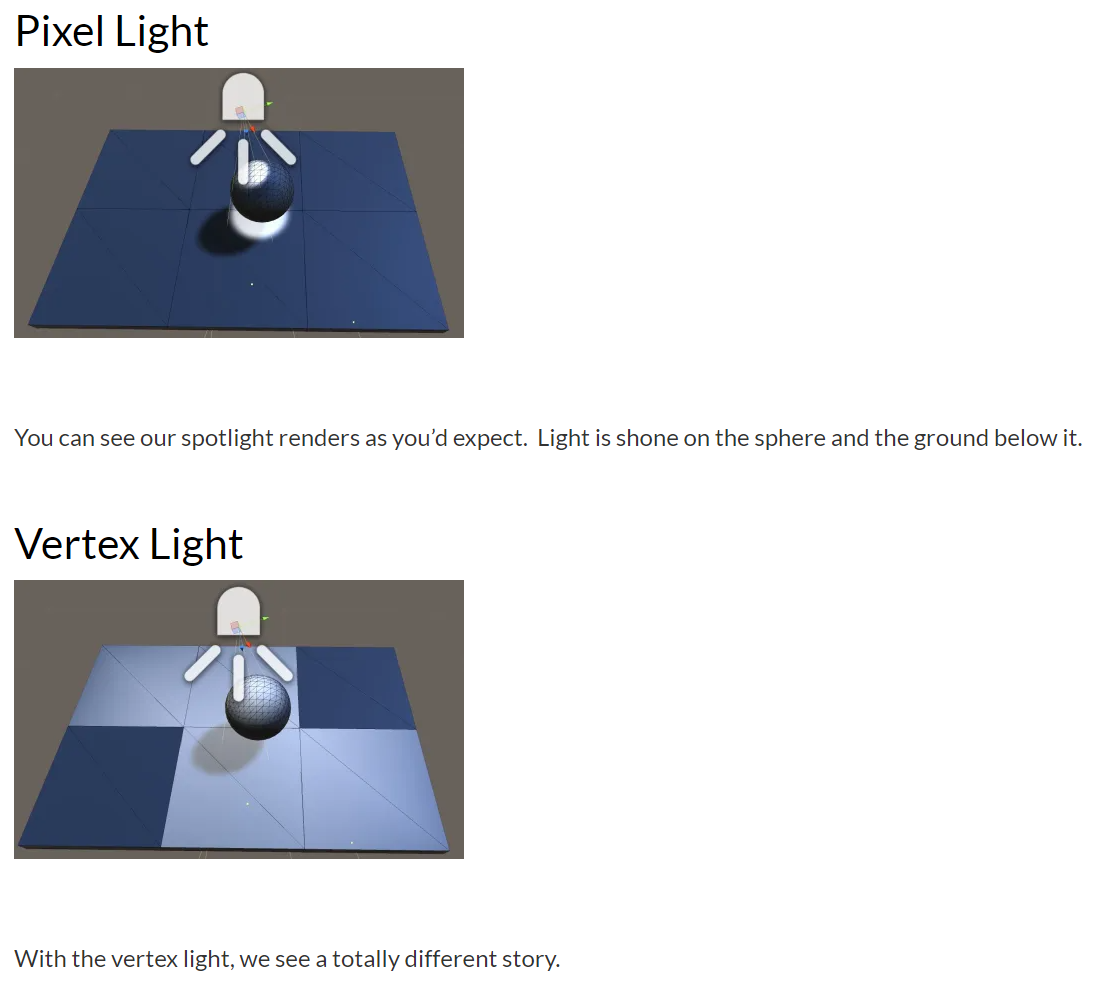 Pixel Light
You can see our spotlight renders as you’d expect.  Light is shone on the sphere and the ground below it.
Vertex Light
With the vertex light, we see a totally different story.